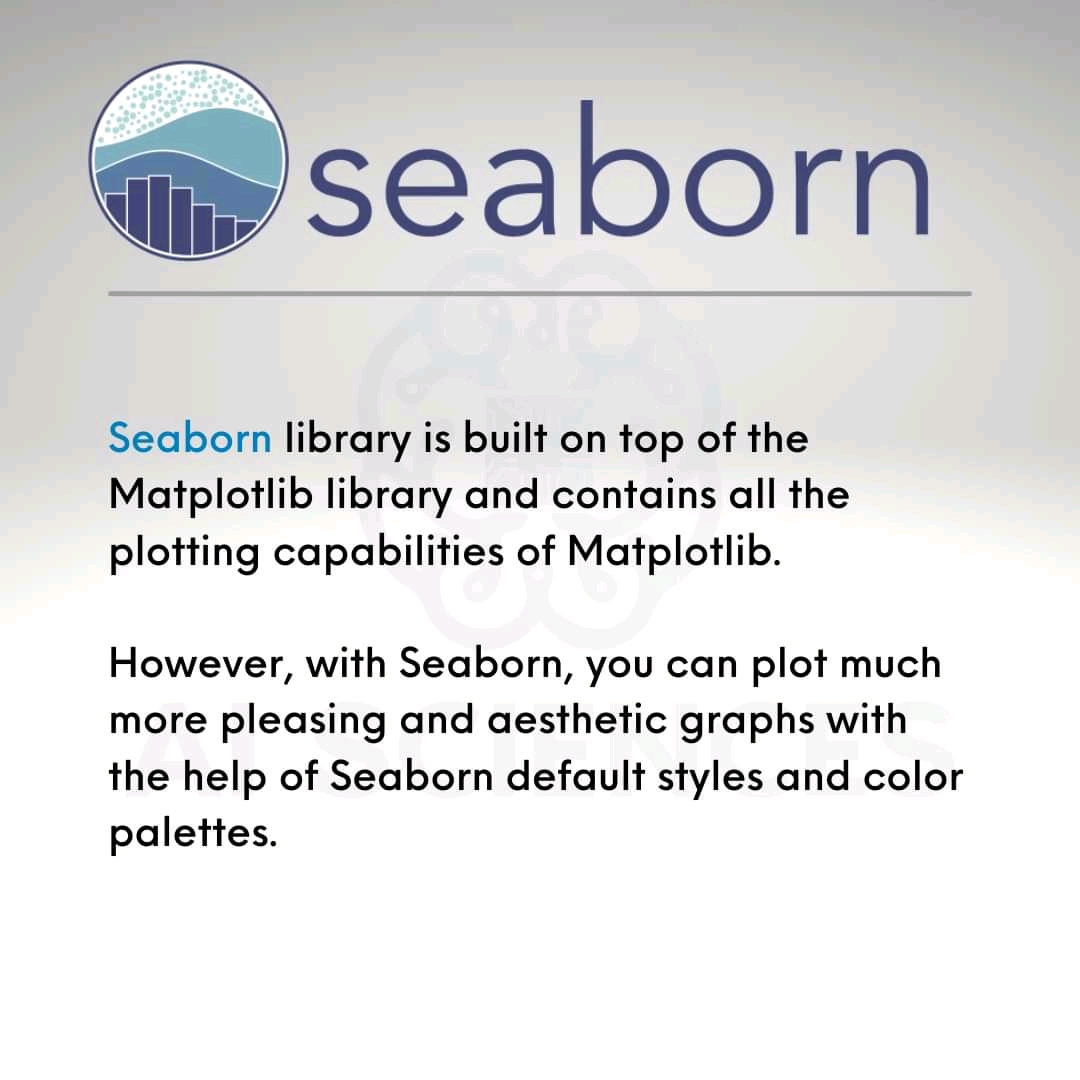 seaborn
Seaborn library is built on top of the
Matplotlib library and contains all the
plotting capabilities of Matplotlib.
However, with Seaborn, you can plot much
more pleasing and aesthetic graphs with
the help of Seaborn default styles and color
palettes.
AI SCIENCES